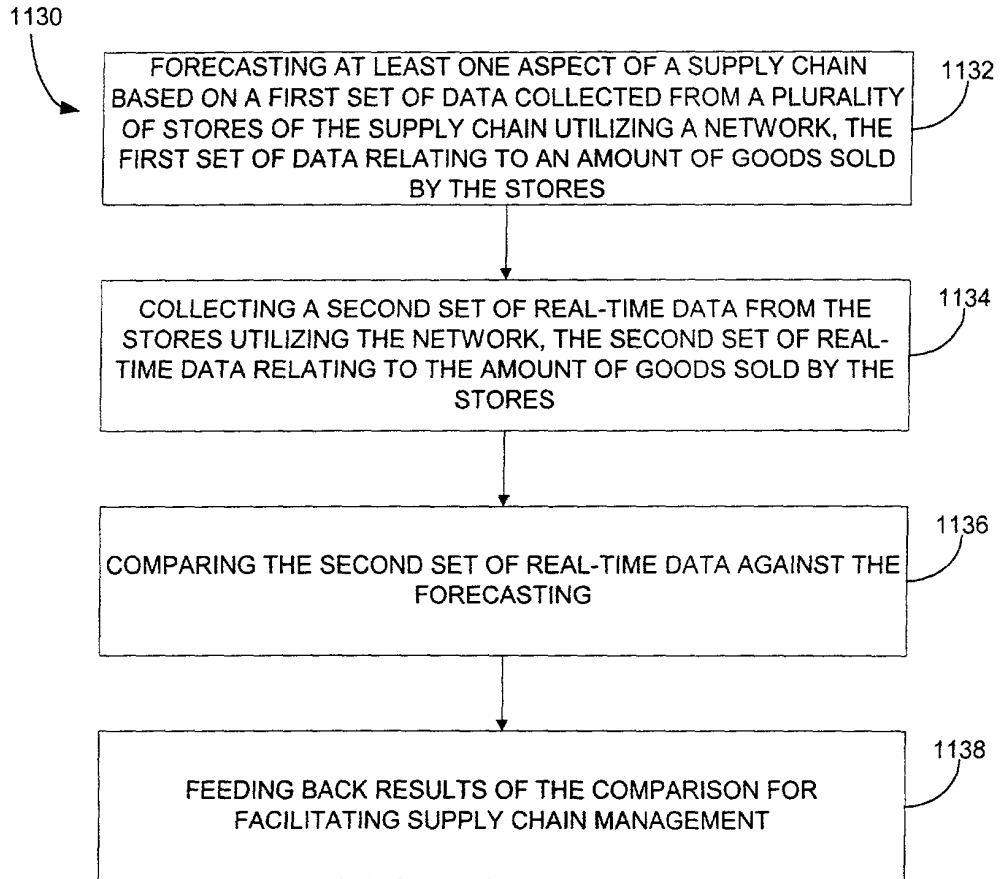 1130
FORECASTING AT LEAST ONE ASPECT OF A SUPPLY CHAIN
BASED ON A FIRST SET OF DATA COLLECTED FROM A PLURALITY
OF STORES OF THE SUPPLY CHAIN UTILIZING A NETWORK, THE
FIRST SET OF DATA RELATING TO AN AMOUNT OF GOODS SOLD
BY THE STORES
1132
COLLECTING A SECOND SET OF REAL-TIME DATA FROM THE
STORES UTILIZING THE NETWORK, THE SECOND SET OF REAL-
TIME DATA RELATING TO THE AMOUNT OF GOODS SOLD BY THE
STORES
1134
COMPARING THE SECOND SET OF REAL-TIME DATA AGAINST THE
FORECASTING
1136
FEEDING BACK RESULTS OF THE COMPARISON FOR
FACILITATING SUPPLY CHAIN MANAGEMENT
1138